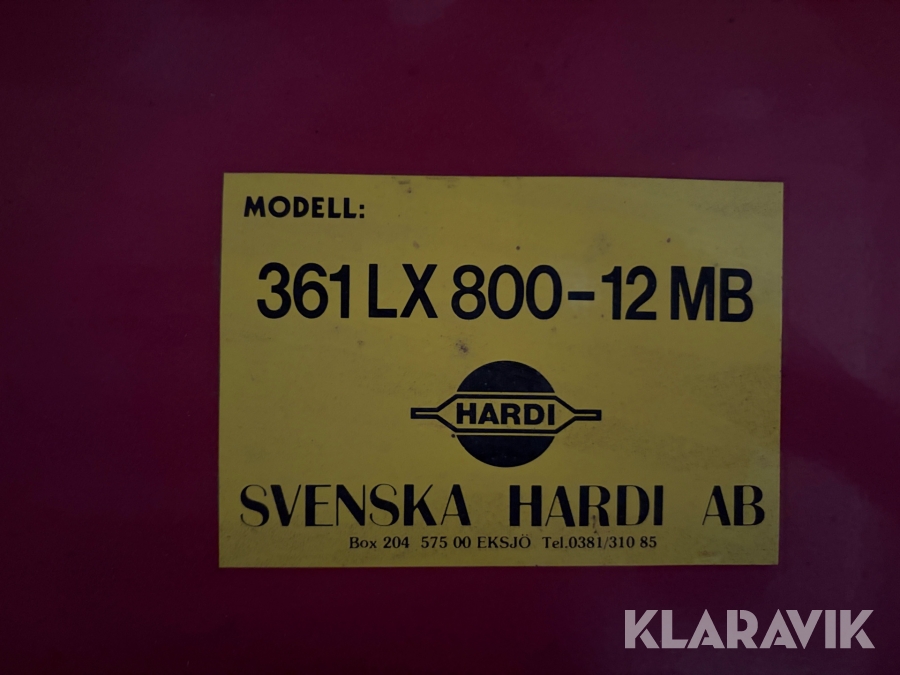 MODELL:
361 LX 800-12 MB
HARDI
SVENSKA HARDI AB
Box 204 575 00 EKSJÖ Tel.0381/310 85
KLARAVIK